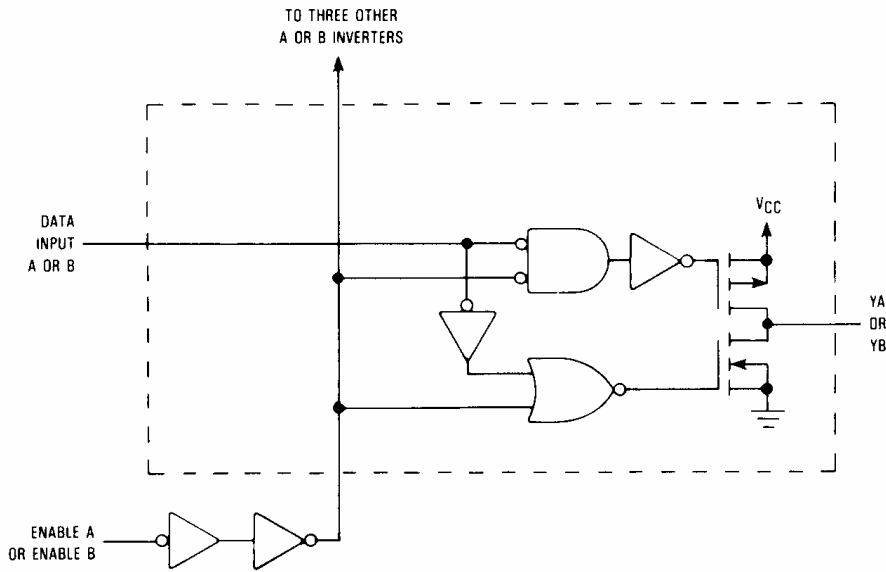 TO THREE OTHER
A OR B INVERTERS
DATA
INPUT
A OR B
VCC
YA
OR
YB
ENABLE A
OR ENABLE B